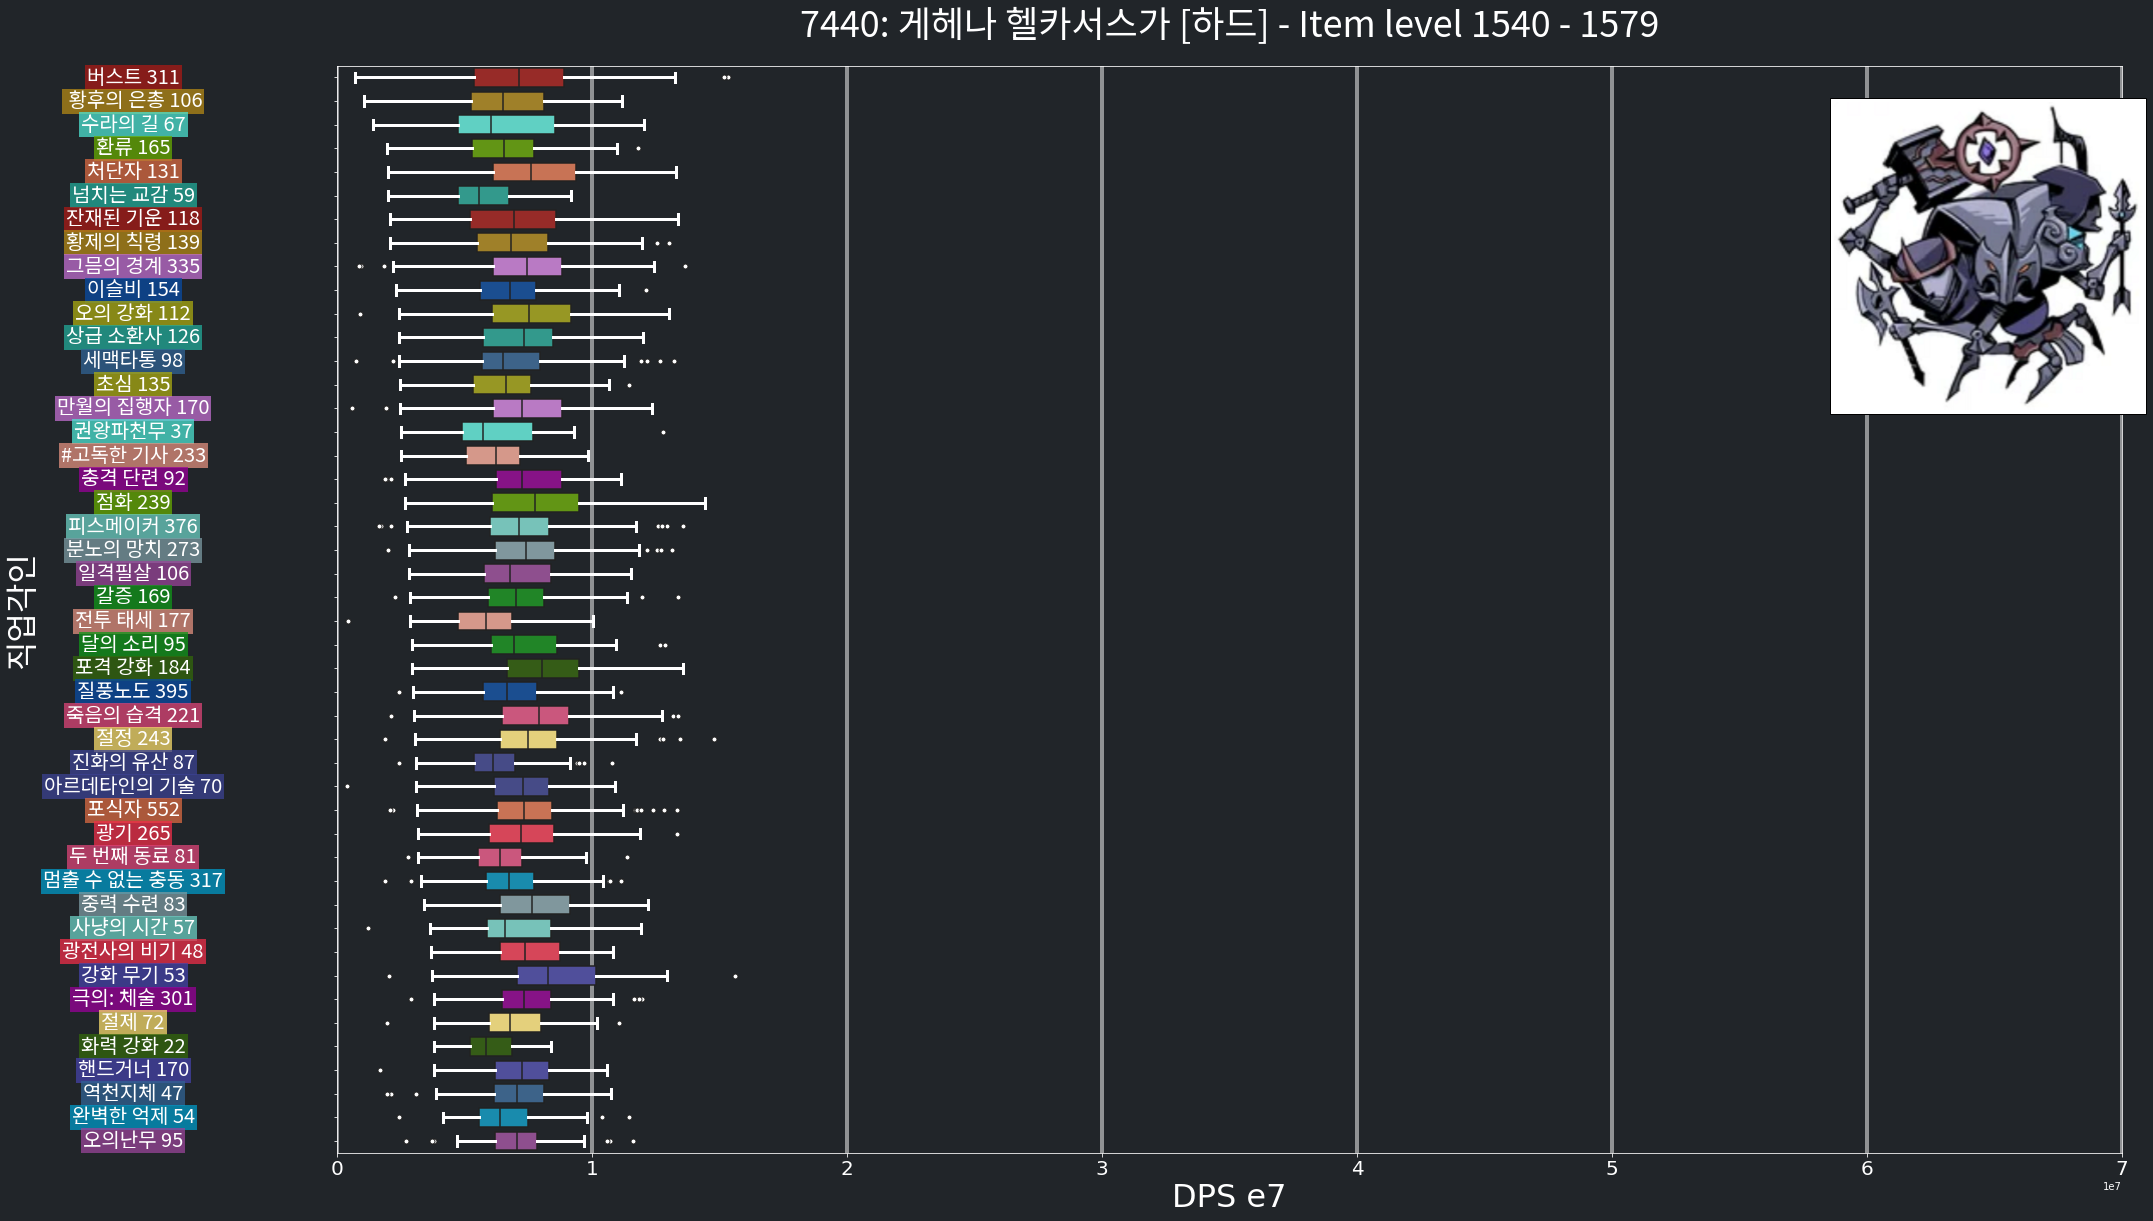 7440: 게헤나 헬카서스가 [하드] - Item level 1540 - 1579
버스트 311
황후의 은총 106
수라의 길 67
환류 165
처단자 131
넘치는 교감 59
잔재된 기운 118
황제의 칙령 139
그믐의 경계 335
이슬비 154
오의 강화 112
상급 소환사 126
세맥타통 98
초심 135
만월의 집행자 170
권왕파천무 37
#고독한 기사 233
충격 단련 92
점화 239
피스메이커 376
분노의 망치 273
일격필살 106
갈증 169
전투 태세 177
달의 소리 95
포격 강화 184
질풍노도 395
죽음의 습격 221
절정 243
진화의 유산 87
아르데타인의 기술 70
포식자 552
광기 265
두 번째 동료 81
멈출 수 없는 충동 317
중력 수련 83
사냥의 시간 57
광전사의 비기 48
강화 무기 53
극의: 체술 301
절제 72
화력 강화 22
핸드거너 170
역천지체 47
완벽한 억제 54
오의난무 95
직업각인
0 1 2 3 4 5 6 7
1e7
DPS e7